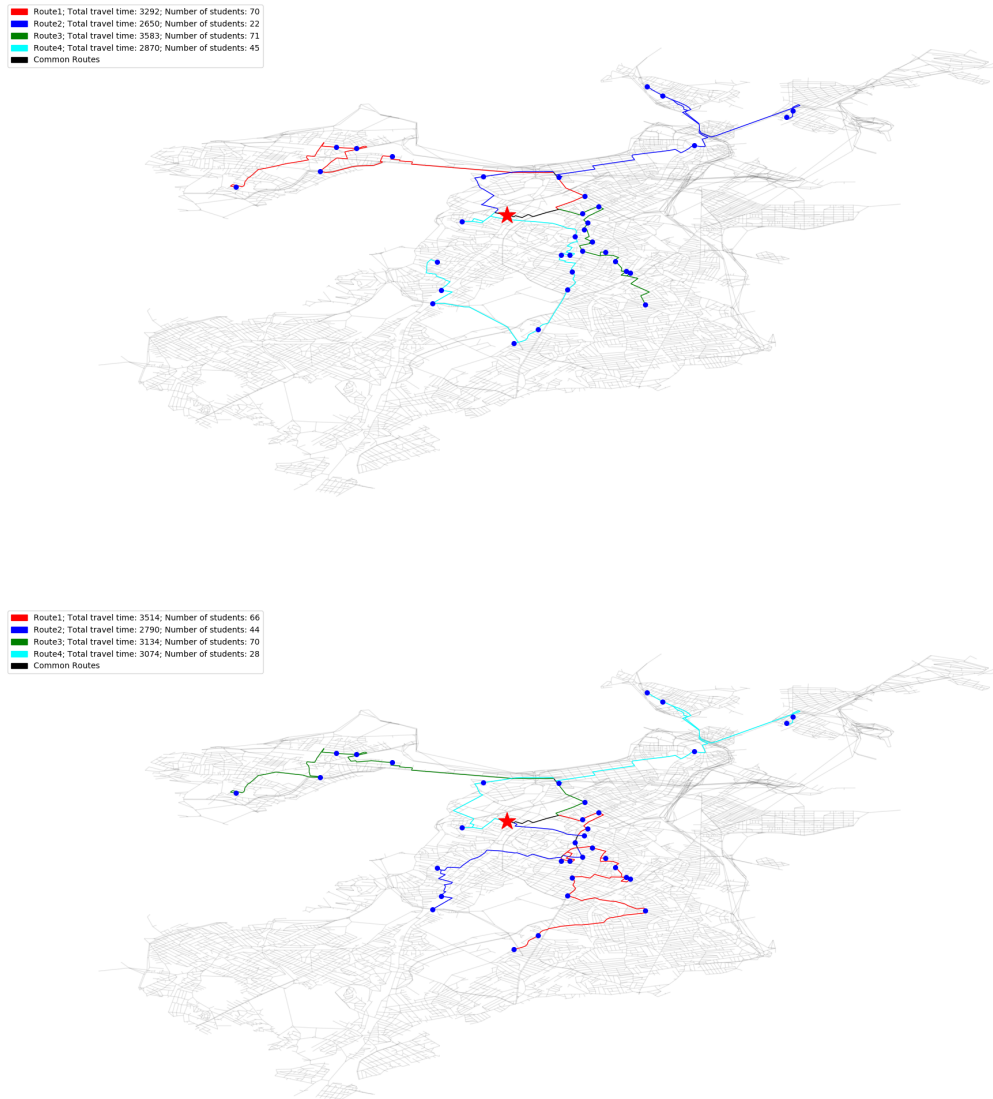 Route1; Total travel time: 3292; Number of students: 70
Route2; Total travel time: 2650; Number of students: 22
Route3; Total travel time: 3583; Number of students: 71
Route4; Total travel time: 2870; Number of students: 45
Common Routes
Route1; Total travel time: 3514; Number of students: 66
Route2; Total travel time: 2790; Number of students: 44
Route3; Total travel time: 3134; Number of students: 70
Route4; Total travel time: 3074; Number of students: 28
Common Routes